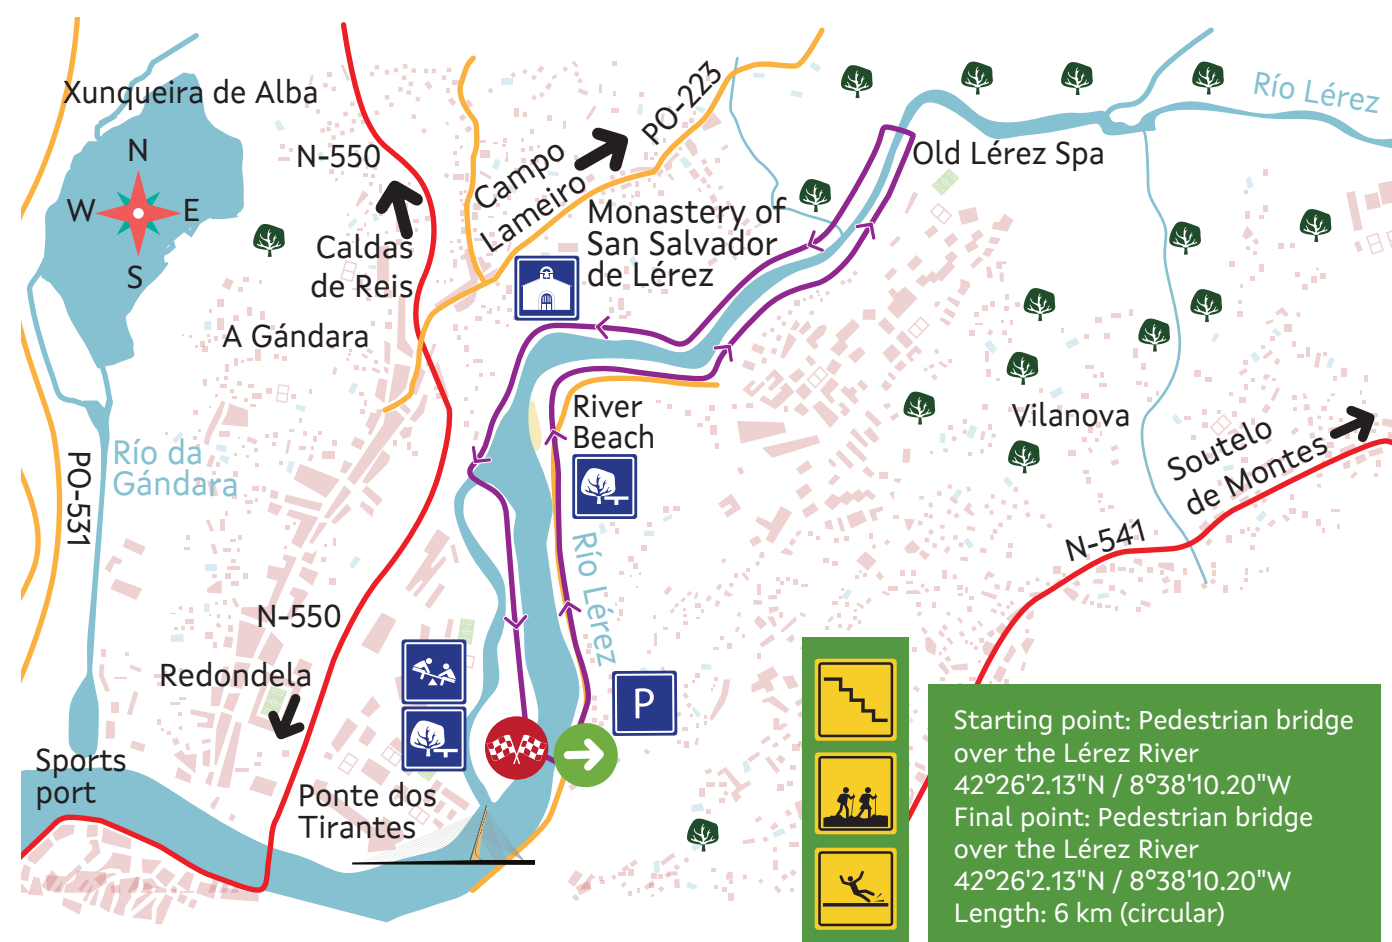 Xunqueira de Alba
N
W
E
S
N-550
Caldas
de Reis
A Gándara
Campo
Lameiro
PO-223
Monastery of
San Salvador
de Lérez
Old Lérez Spa
Río Lérez
River
Beach
Vilanova
Soutelo
de Montes
N-541
Río da
Gándara
PO-531
N-550
Redondela
Río Lérez
P
Sports
port
Ponte dos
Tirantes
Starting point: Pedestrian bridge
over the Lérez River
42°26'2.13"N / 8°38'10.20"W
Final point: Pedestrian bridge
over the Lérez River
42°26'2.13"N / 8°38'10.20"W
Length: 6 km (circular)